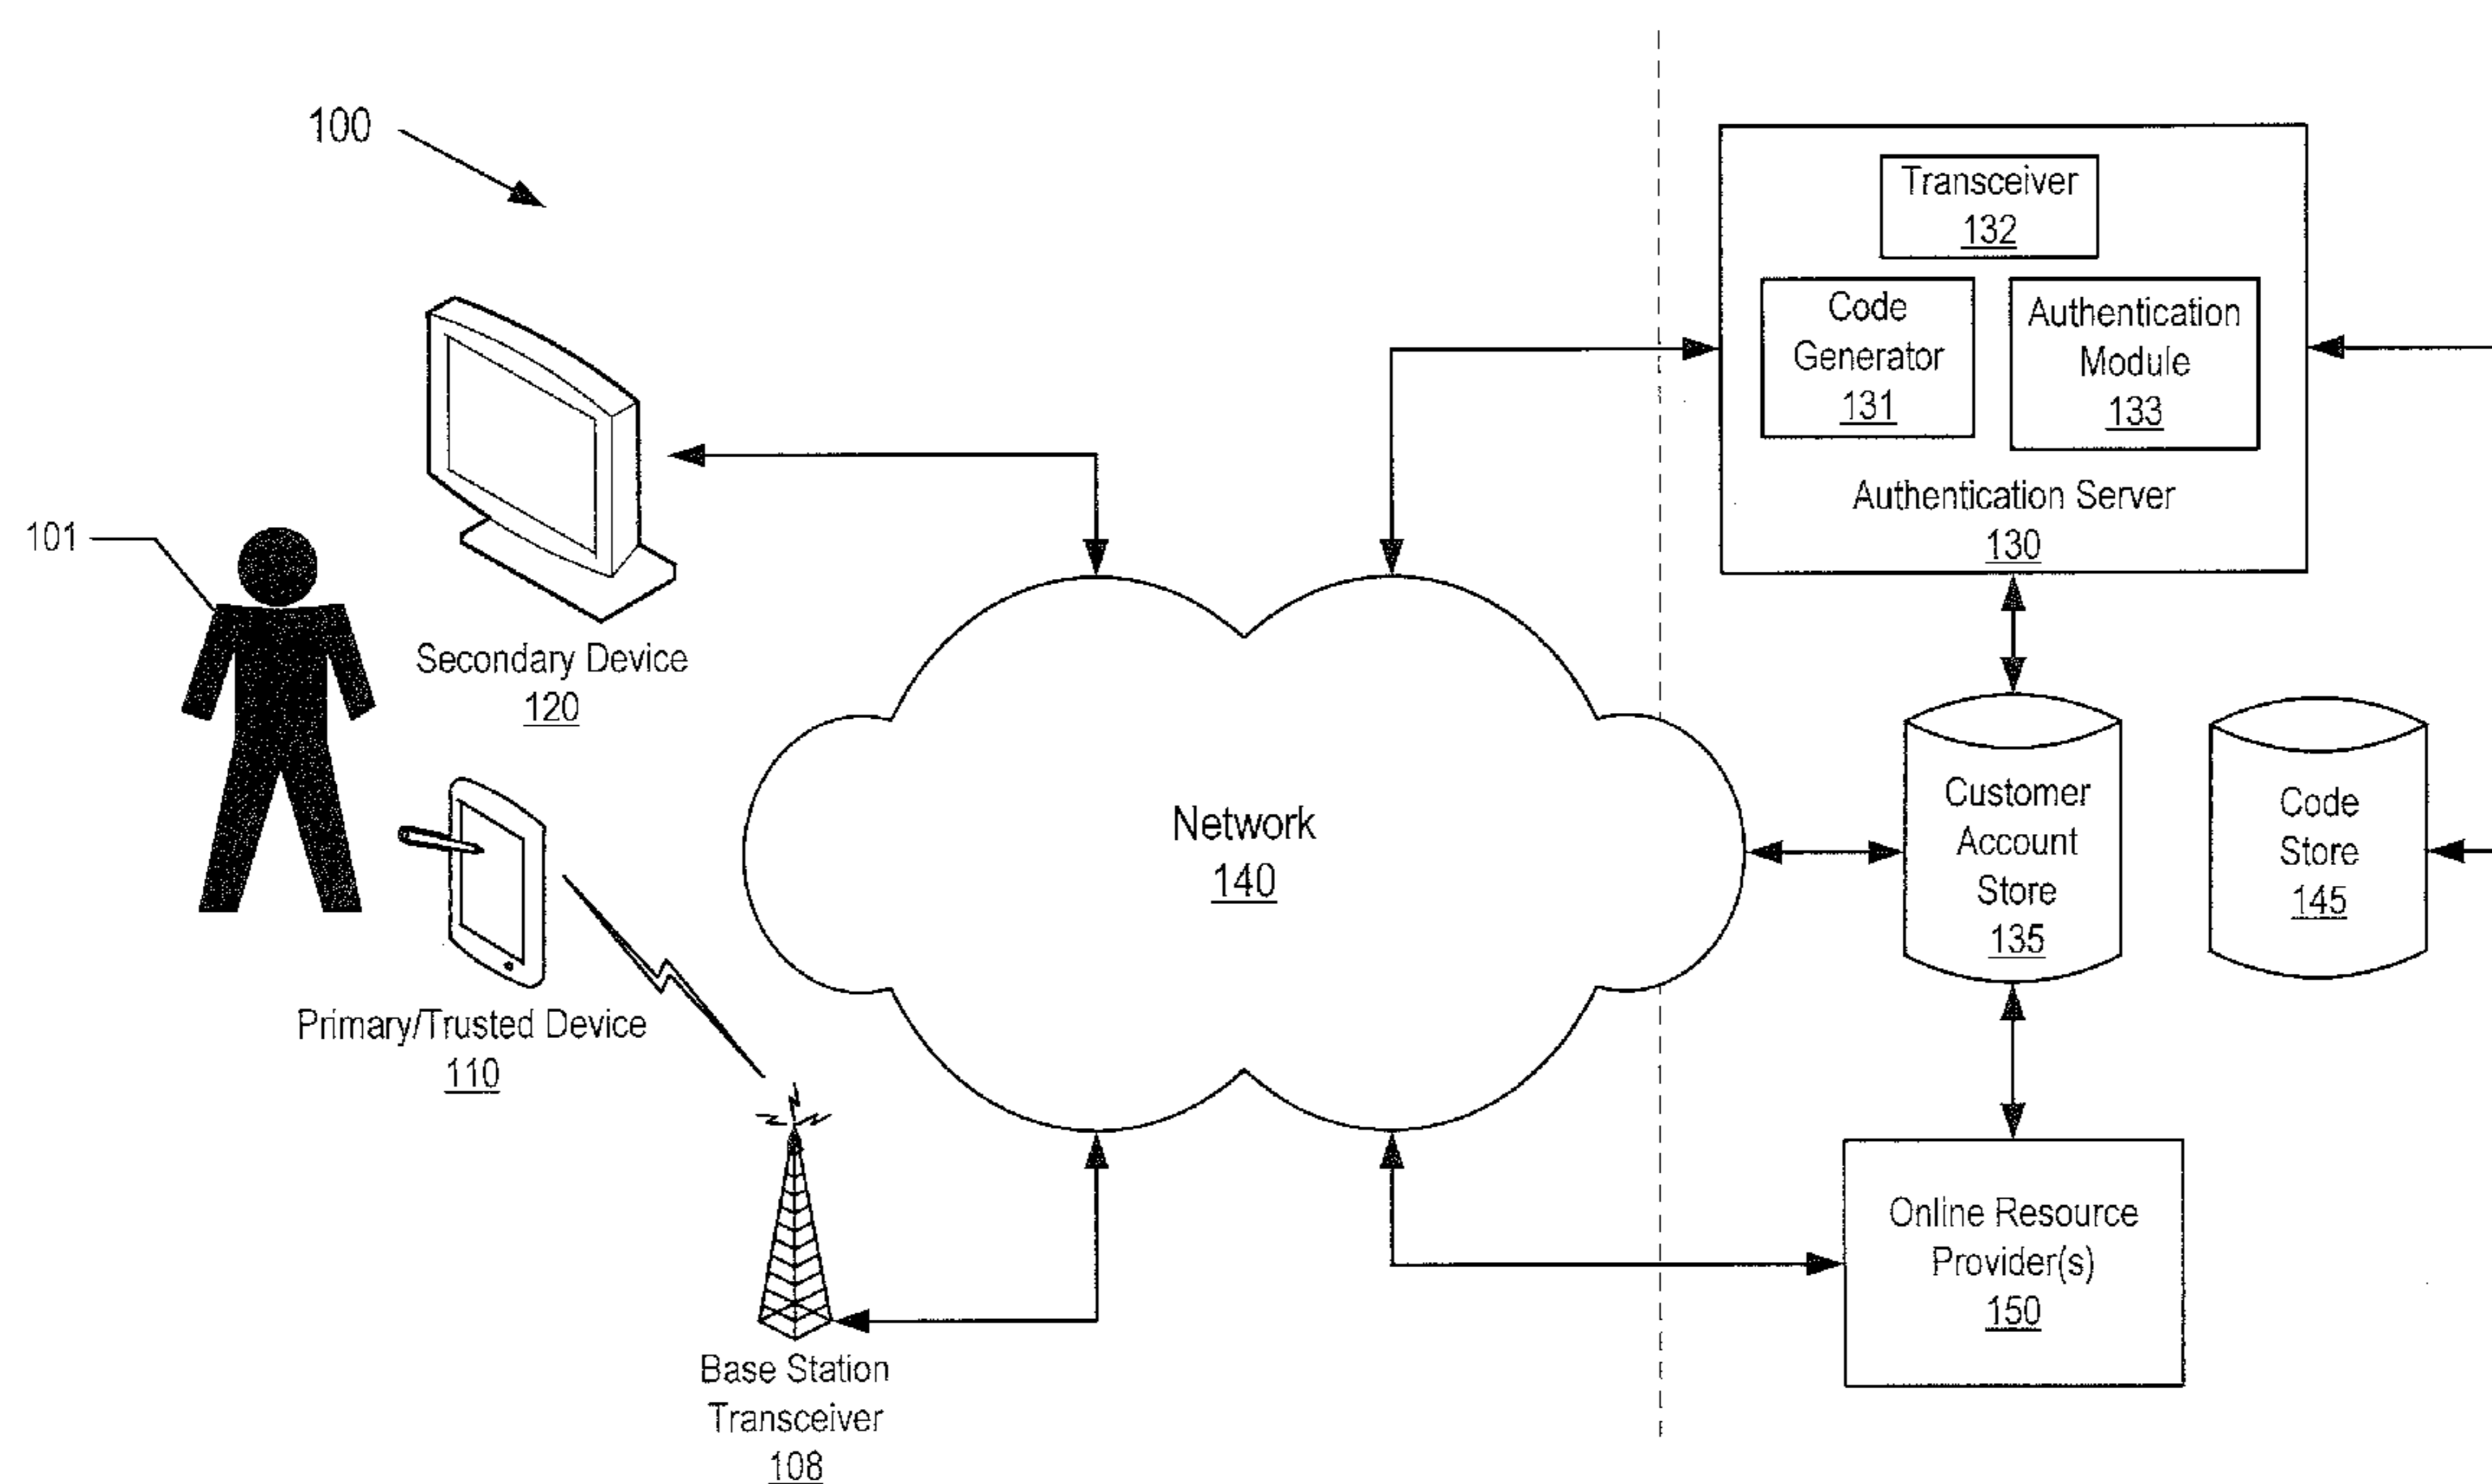 100
Transceiver
132
Code
Generator
131
Authentication
Module
133
Authentication Server
130
101
Secondary Device
120
Primary/Trusted Device
110
Network
140
Customer
Account
Store
135
Code
Store
145
Base Station
Transceiver
108
Online Resource
Provider(s)
150